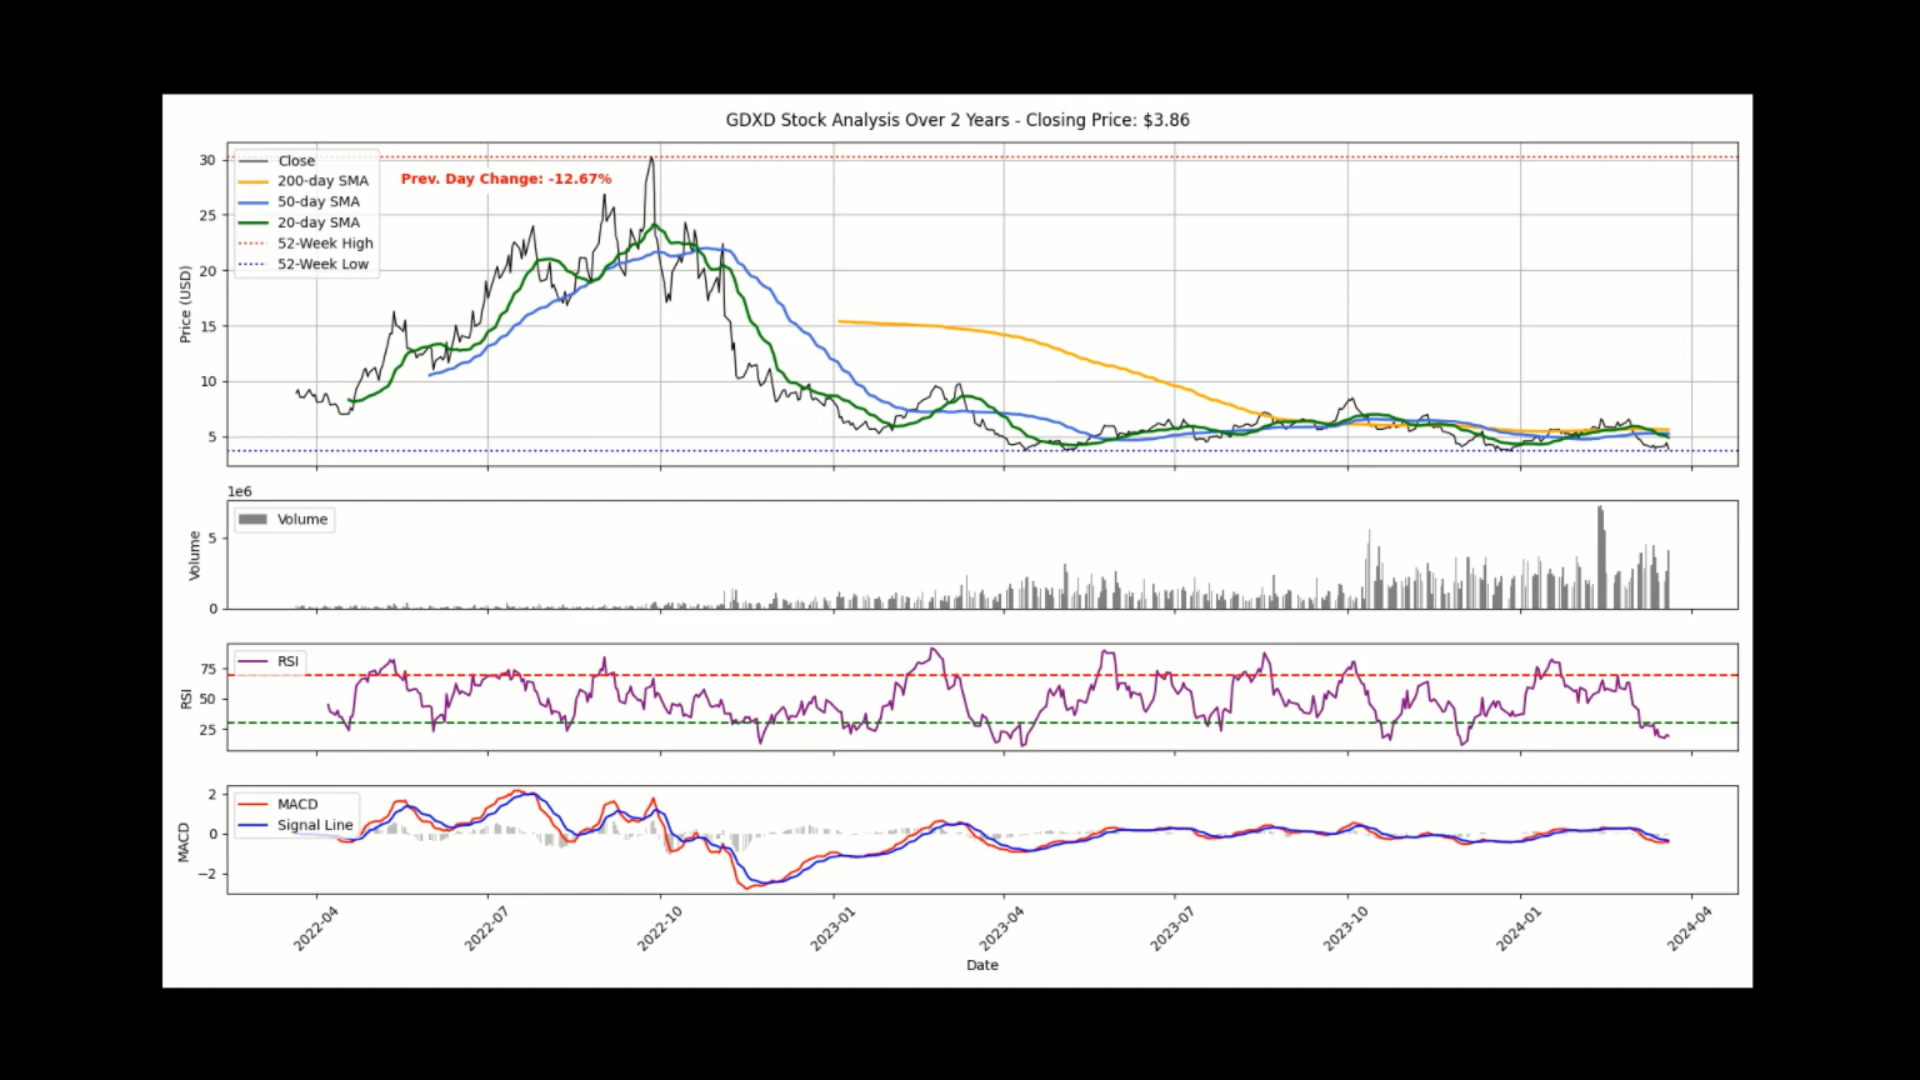 GDXD Stock Analysis Over 2 Years - Closing Price: $3.86
Close
200-day SMA
50-day SMA
20-day SMA
52-Week High
52-Week Low
Prev. Day Change: -12.67%
Price (USD)
30
25
20
15
10
5
1e6
Volume
Volume
5
0
RSI
RSI
75
50
25
MACD
Signal Line
MACD
2
0
−2
2022-04
2022-07
2022-10
2023-01
2023-04
2023-07
2023-10
2024-01
2024-04
Date